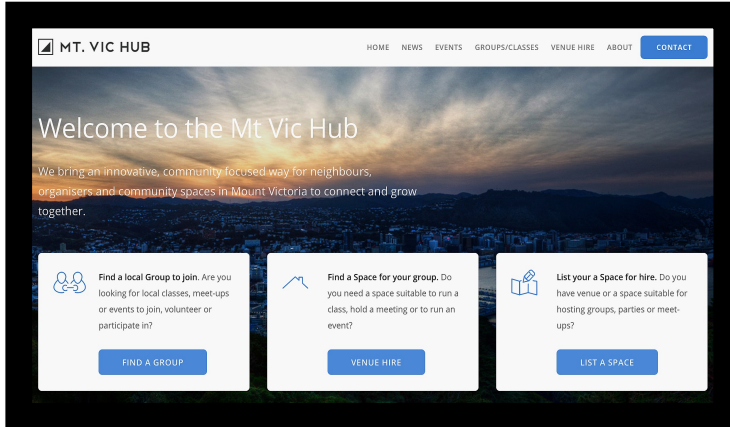 MT. VIC HUB
HOME NEWS EVENTS GROUPS/CLASSES VENUE HIRE ABOUT CONTACT
Welcome to the Mt Vic Hub
We bring an innovative, community focused way for neighbours,
organisers and community spaces in Mount Victoria to connect and grow
together.
Find a local Group to join. Are you
looking for local classes, meet-ups
or events to join, volunteer or
participate in?
FIND A GROUP
Find a Space for your group. Do
you need a space suitable to run a
class, hold a meeting or to run an
event?
VENUE HIRE
List your a Space for hire. Do you
have venue or a space suitable for
hosting groups, parties or meet-
ups?
LIST A SPACE